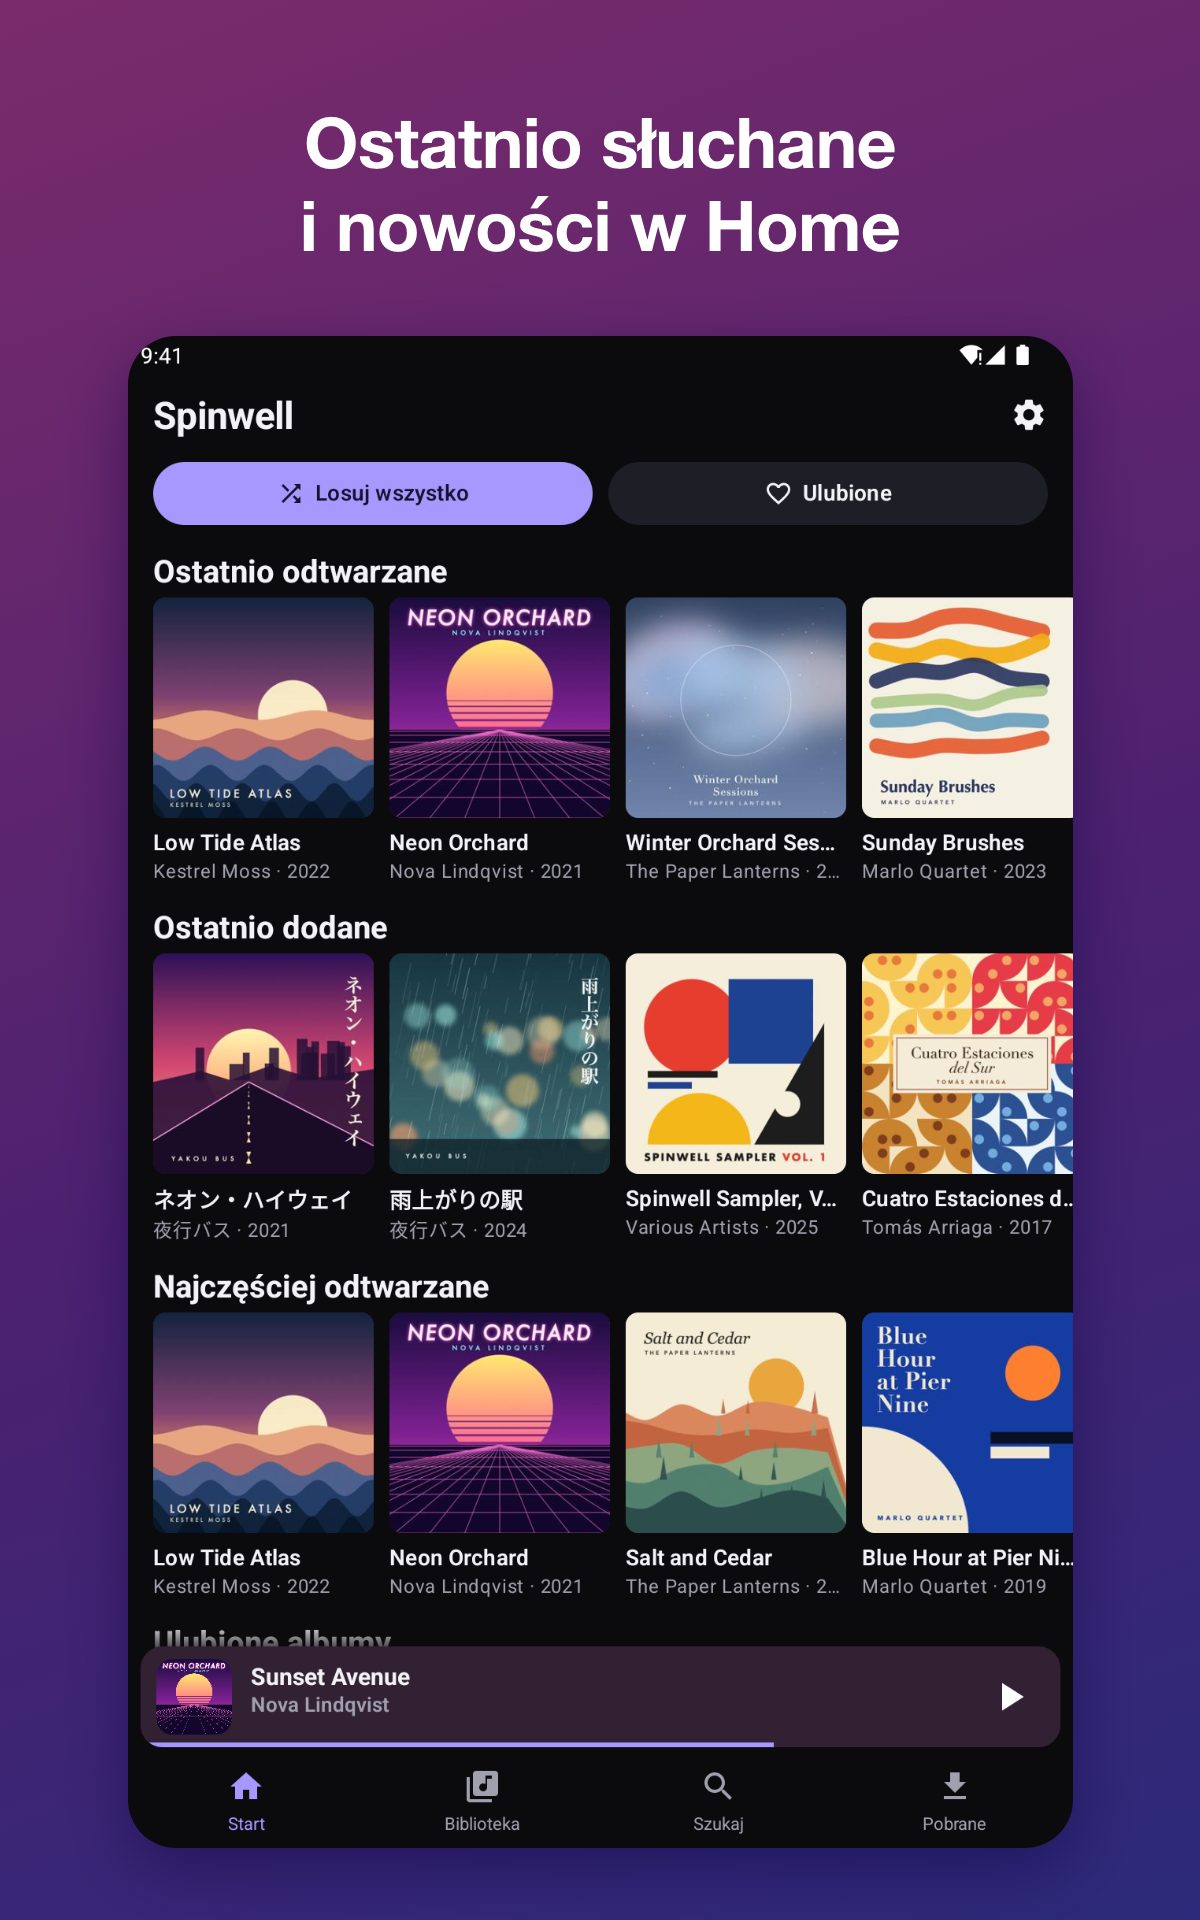 Ostatnio słuchane
i nowości w Home
9:41
Spinwell
Losuj wszystko
Ulubione
Ostatnio odtwarzane
LOW TIDE ATLAS
KESTREL MOSS
NEON ORCHARD
NOVA LINDQVIST
Winter Orchard
Sessions
THE PAPER LANTERNS
Sunday Brushes
MARLO QUARTET
Low Tide Atlas
Kestrel Moss · 2022
Neon Orchard
Nova Lindqvist · 2021
Winter Orchard Ses...
The Paper Lanterns · 2...
Sunday Brushes
Marlo Quartet · 2023
Ostatnio dodane
ネオン・ハイウェイ
YAKOU BUS
雨上がりの駅
YAKOU BUS
SPINWELL SAMPLER VOL. 1
Cuatro Estaciones
del Sur
TOMÁS ARRIAGA
ネオン・ハイウェイ
夜行バス · 2021
雨上がりの駅
夜行バス · 2024
Spinwell Sampler, V...
Various Artists · 2025
Cuatro Estaciones d...
Tomás Arriaga · 2017
Najczęściej odtwarzane
LOW TIDE ATLAS
KESTREL MOSS
NEON ORCHARD
NOVA LINDQVIST
Salt and Cedar
THE PAPER LANTERNS
Blue
Hour
at Pier
Nine
MARLO QUARTET
Low Tide Atlas
Kestrel Moss · 2022
Neon Orchard
Nova Lindqvist · 2021
Salt and Cedar
The Paper Lanterns · 2...
Blue Hour at Pier Ni...
Marlo Quartet · 2019
Ulubione albumy
NEON ORCHARD
Sunset Avenue
Nova Lindqvist
Start
Biblioteka
Szukaj
Pobrane